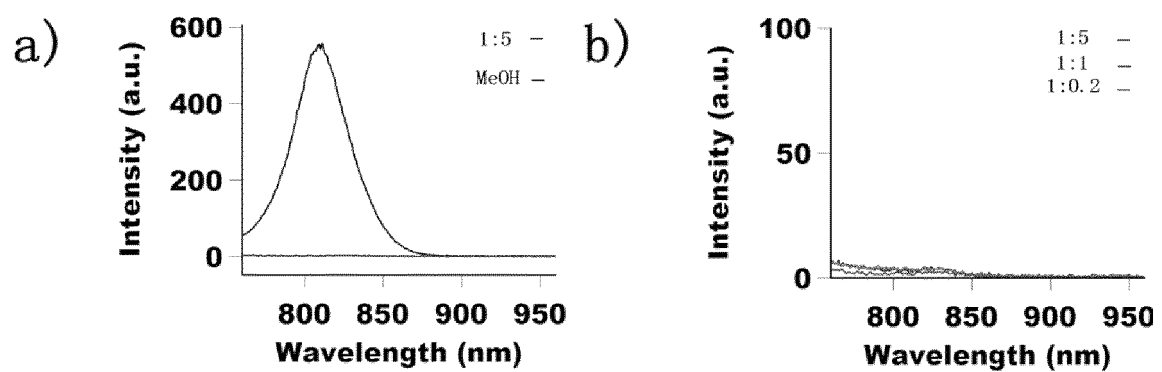 a)
Intensity (a.u.)
600
400
200
0
800 850 900 950
Wavelength (nm)
1:5 —
MeOH —
b)
Intensity (a.u.)
100
50
0
800 850 900 950
Wavelength (nm)
1:5 —
1:1 —
1:0.2 —